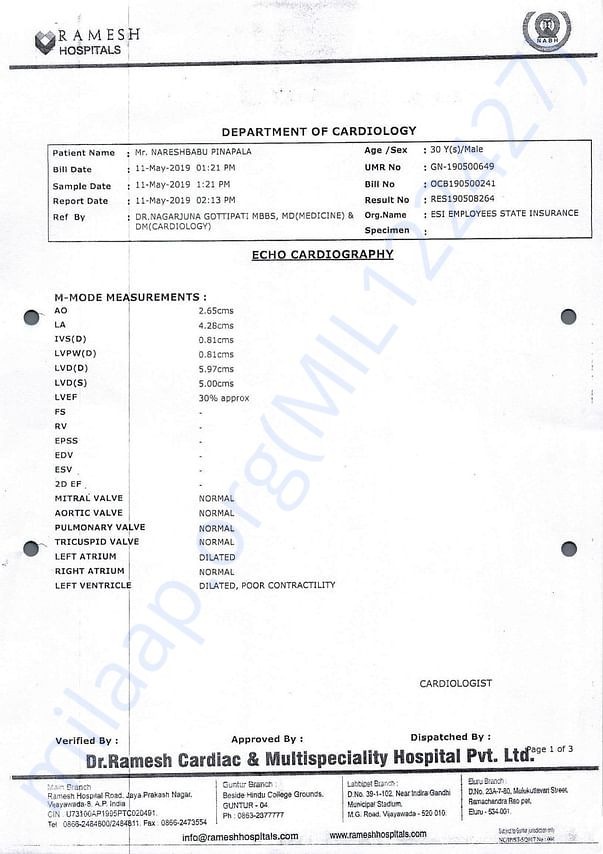 RAMESH
HOSPITALS
NABH
DEPARTMENT OF CARDIOLOGY
Patient Name : Mr. NARESHBABU PINAPALA Age /Sex : 30 Y(s)/Male
Bill Date : 11-May-2019 01:21 PM UMR No : GN-190500649
Sample Date : 11-May-2019 1:21 PM Bill No : OCB190500241
Report Date : 11-May-2019 02:13 PM Result No : RES190508264
Ref By : DR.NAGARJUNA GOTTIPATI MBBS, MD(MEDICINE) & Org.Name : ESI EMPLOYEES STATE INSURANCE
DM(CARDIOLOGY) Specimen :
ECHO CARDIOGRAPHY
M-MODE MEASUREMENTS :
AO 2.65cms
LA 4.28cms
IVS(D) 0.81cms
LVPW(D) 0.81cms
LVD(D) 5.97cms
LVD(S) 5.00cms
LVEF 30% approx
FS -
RV -
EPSS -
EDV -
ESV -
2D EF -
MITRAL VALVE NORMAL
AORTIC VALVE NORMAL
PULMONARY VALVE NORMAL
TRICUSPID VALVE NORMAL
LEFT ATRIUM DILATED
RIGHT ATRIUM NORMAL
LEFT VENTRICLE DILATED, POOR CONTRACTILITY
milaap.org(MIL122427)
CARDIOLOGIST
Verified By : Approved By : Dispatched By :
Dr.Ramesh Cardiac & Multispeciality Hospital Pvt. Ltd. Page 1 of 3
Main Branch
Ramesh Hospital Road, Jaya Prakash Nagar,
Vijayawada-8, A.P. India
CIN : U73100AP1995PTC020491
Tel 0866-2484800/2484811, Fax : 0866-2473554
Guntur Branch :
Beside Hindu College Grounds,
GUNTUR - 04.
Ph : 0863-2377777
Labbipet Branch :
D.No. 39-1-102, Near Indira Gandhi
Municipal Stadium,
M.G. Road, Vijayawada - 520 010
Eluru Branch :
D.No. 23A-7-80, Mulukutlavari Street,
Ramachandra Rao pet,
Eluru - 534-001.
info@rameshhospitals.com www.rameshhospitals.com
Subject to Guntur jurisdiction only